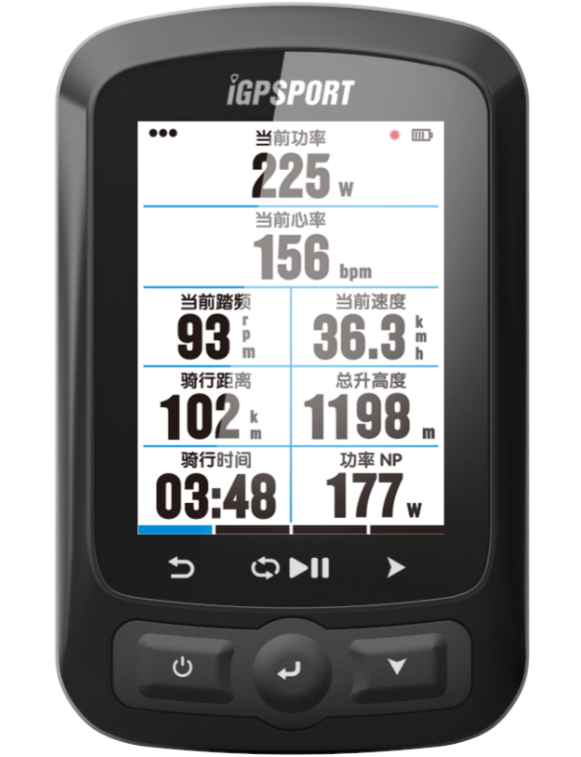 iGPSPORT
当前功率
225 W
当前心率
156 bpm
当前踏频 当前速度
93 rpm 36.3 kmh
骑行距离 总升高度
102 km 1198 m
骑行时间 功率 NP
03:48 177 w